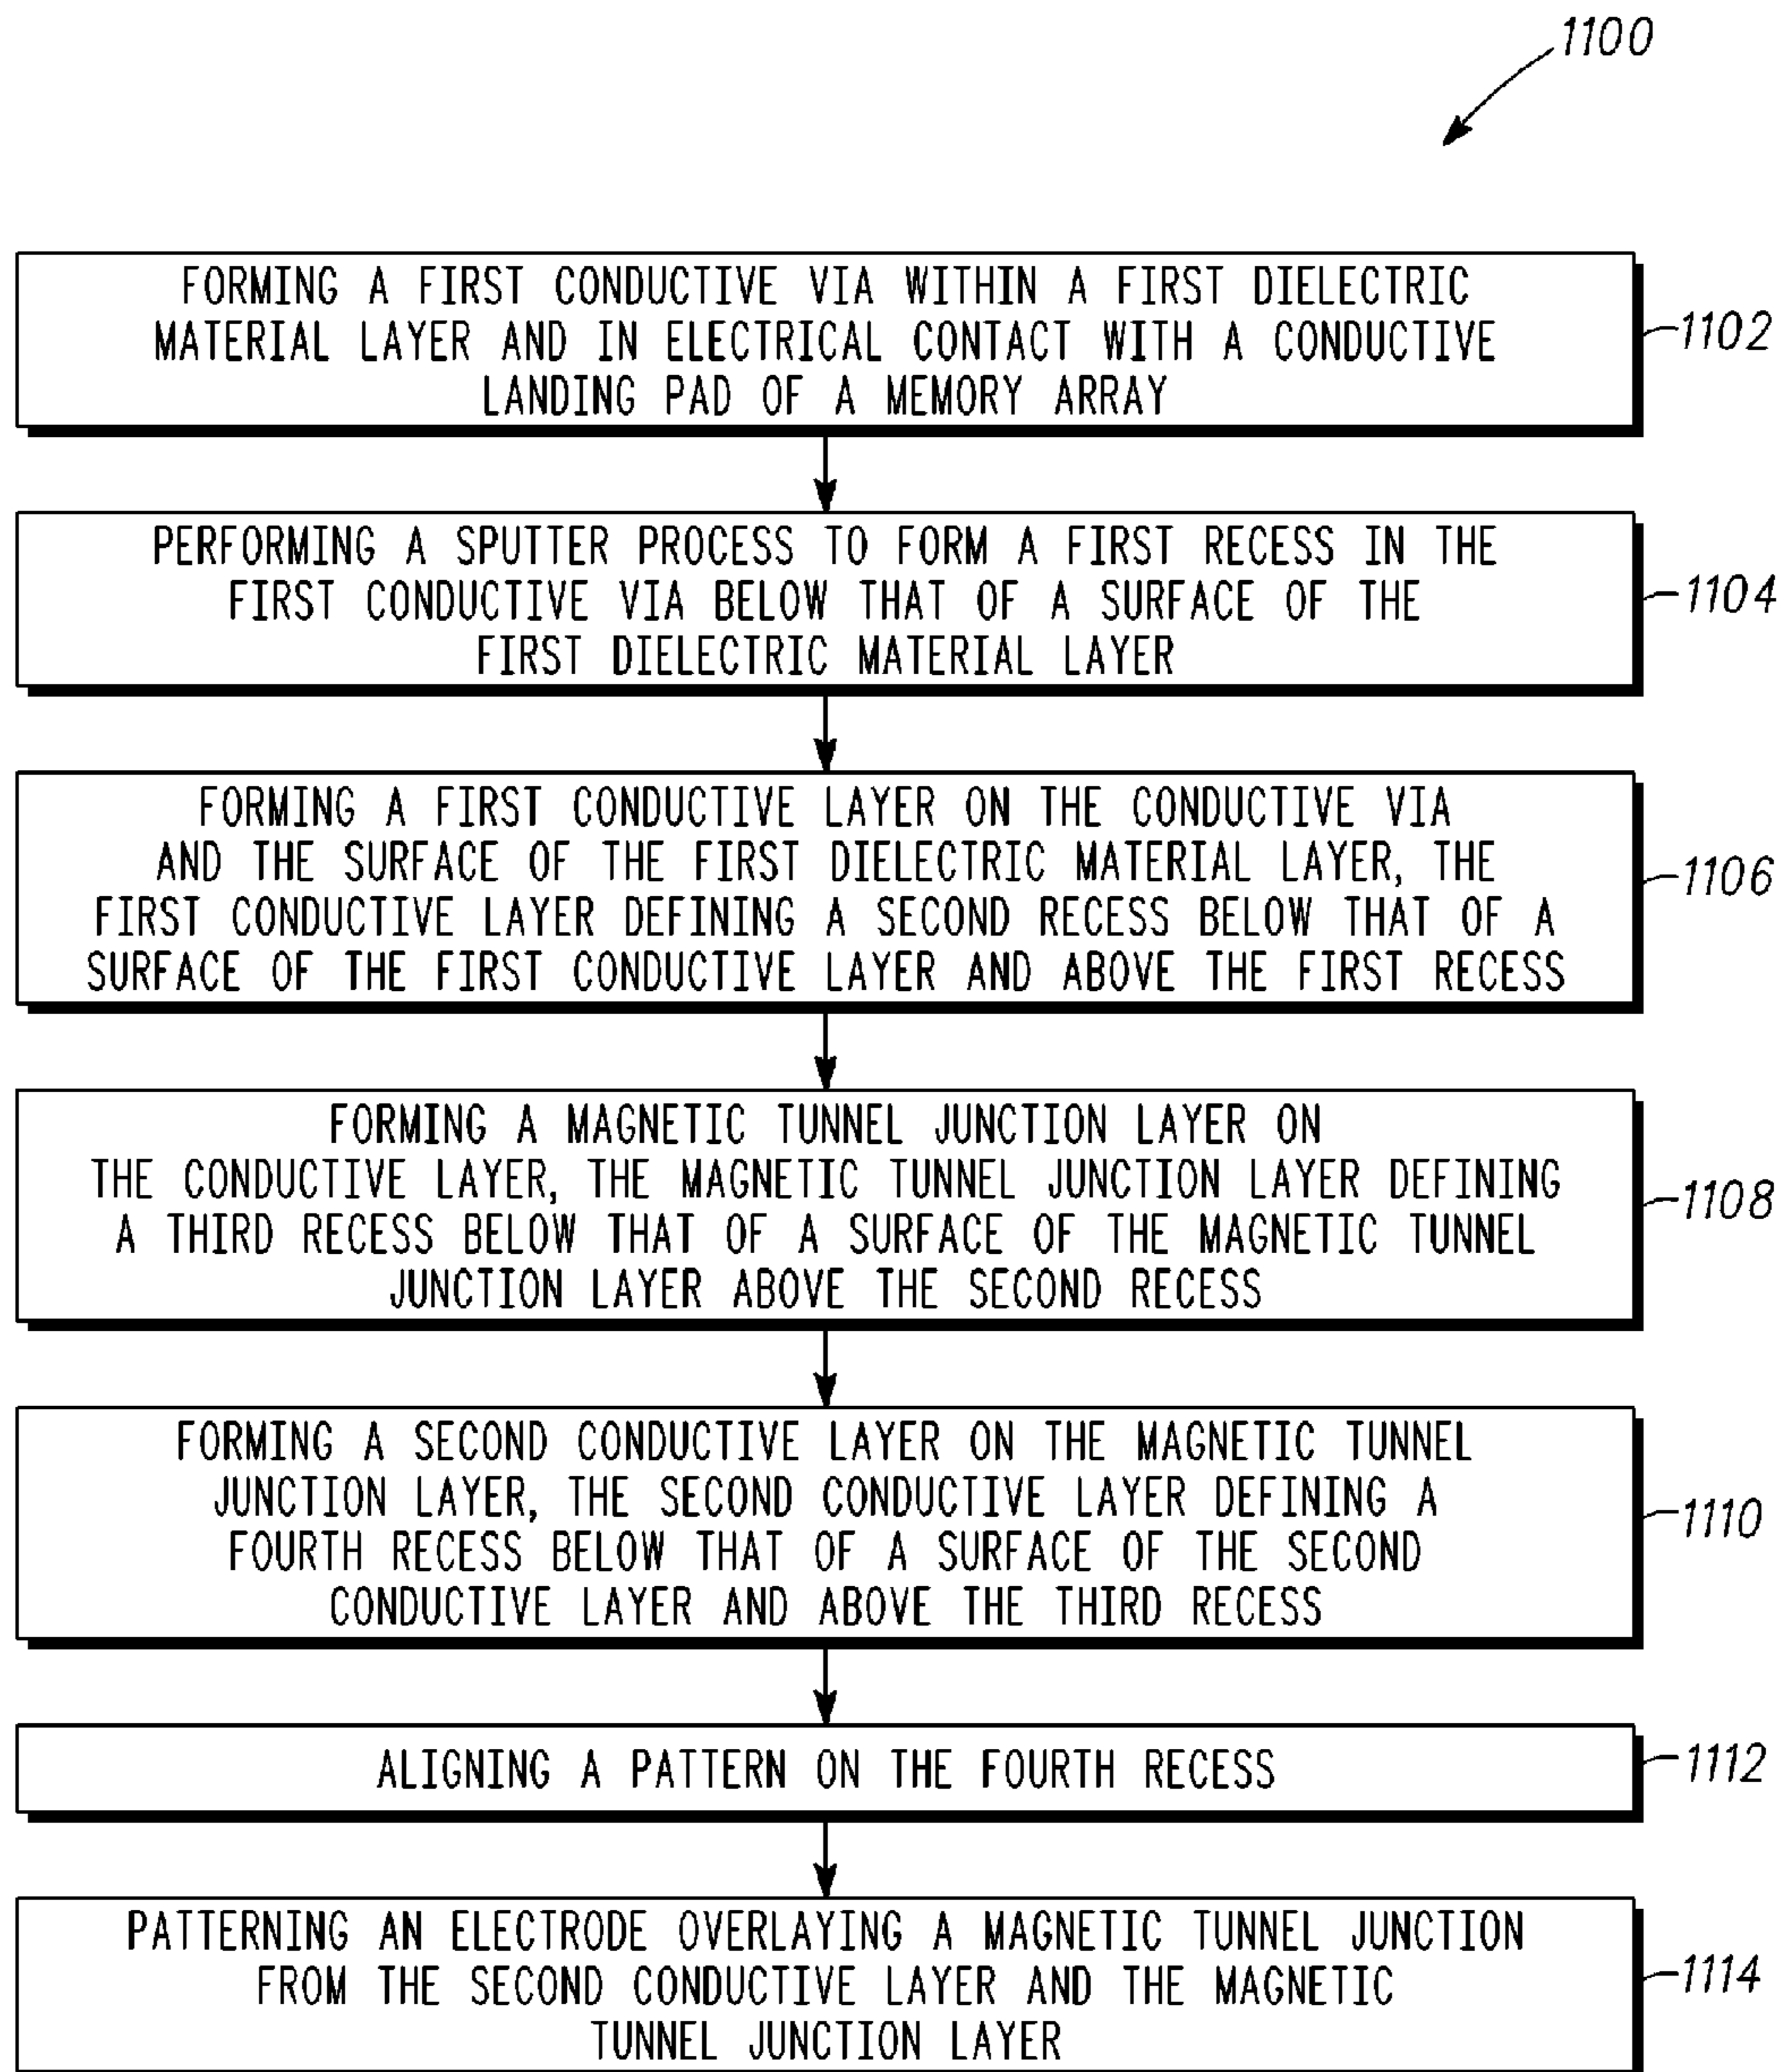 1100
FORMING A FIRST CONDUCTIVE VIA WITHIN A FIRST DIELECTRIC
MATERIAL LAYER AND IN ELECTRICAL CONTACT WITH A CONDUCTIVE
LANDING PAD OF A MEMORY ARRAY
1102
PERFORMING A SPUTTER PROCESS TO FORM A FIRST RECESS IN THE
FIRST CONDUCTIVE VIA BELOW THAT OF A SURFACE OF THE
FIRST DIELECTRIC MATERIAL LAYER
1104
FORMING A FIRST CONDUCTIVE LAYER ON THE CONDUCTIVE VIA
AND THE SURFACE OF THE FIRST DIELECTRIC MATERIAL LAYER, THE
FIRST CONDUCTIVE LAYER DEFINING A SECOND RECESS BELOW THAT OF A
SURFACE OF THE FIRST CONDUCTIVE LAYER AND ABOVE THE FIRST RECESS
1106
FORMING A MAGNETIC TUNNEL JUNCTION LAYER ON
THE CONDUCTIVE LAYER, THE MAGNETIC TUNNEL JUNCTION LAYER DEFINING
A THIRD RECESS BELOW THAT OF A SURFACE OF THE MAGNETIC TUNNEL
JUNCTION LAYER ABOVE THE SECOND RECESS
1108
FORMING A SECOND CONDUCTIVE LAYER ON THE MAGNETIC TUNNEL
JUNCTION LAYER, THE SECOND CONDUCTIVE LAYER DEFINING A
FOURTH RECESS BELOW THAT OF A SURFACE OF THE SECOND
CONDUCTIVE LAYER AND ABOVE THE THIRD RECESS
1110
ALIGNING A PATTERN ON THE FOURTH RECESS
1112
PATTERNING AN ELECTRODE OVERLAYING A MAGNETIC TUNNEL JUNCTION
FROM THE SECOND CONDUCTIVE LAYER AND THE MAGNETIC
TUNNEL JUNCTION LAYER
1114